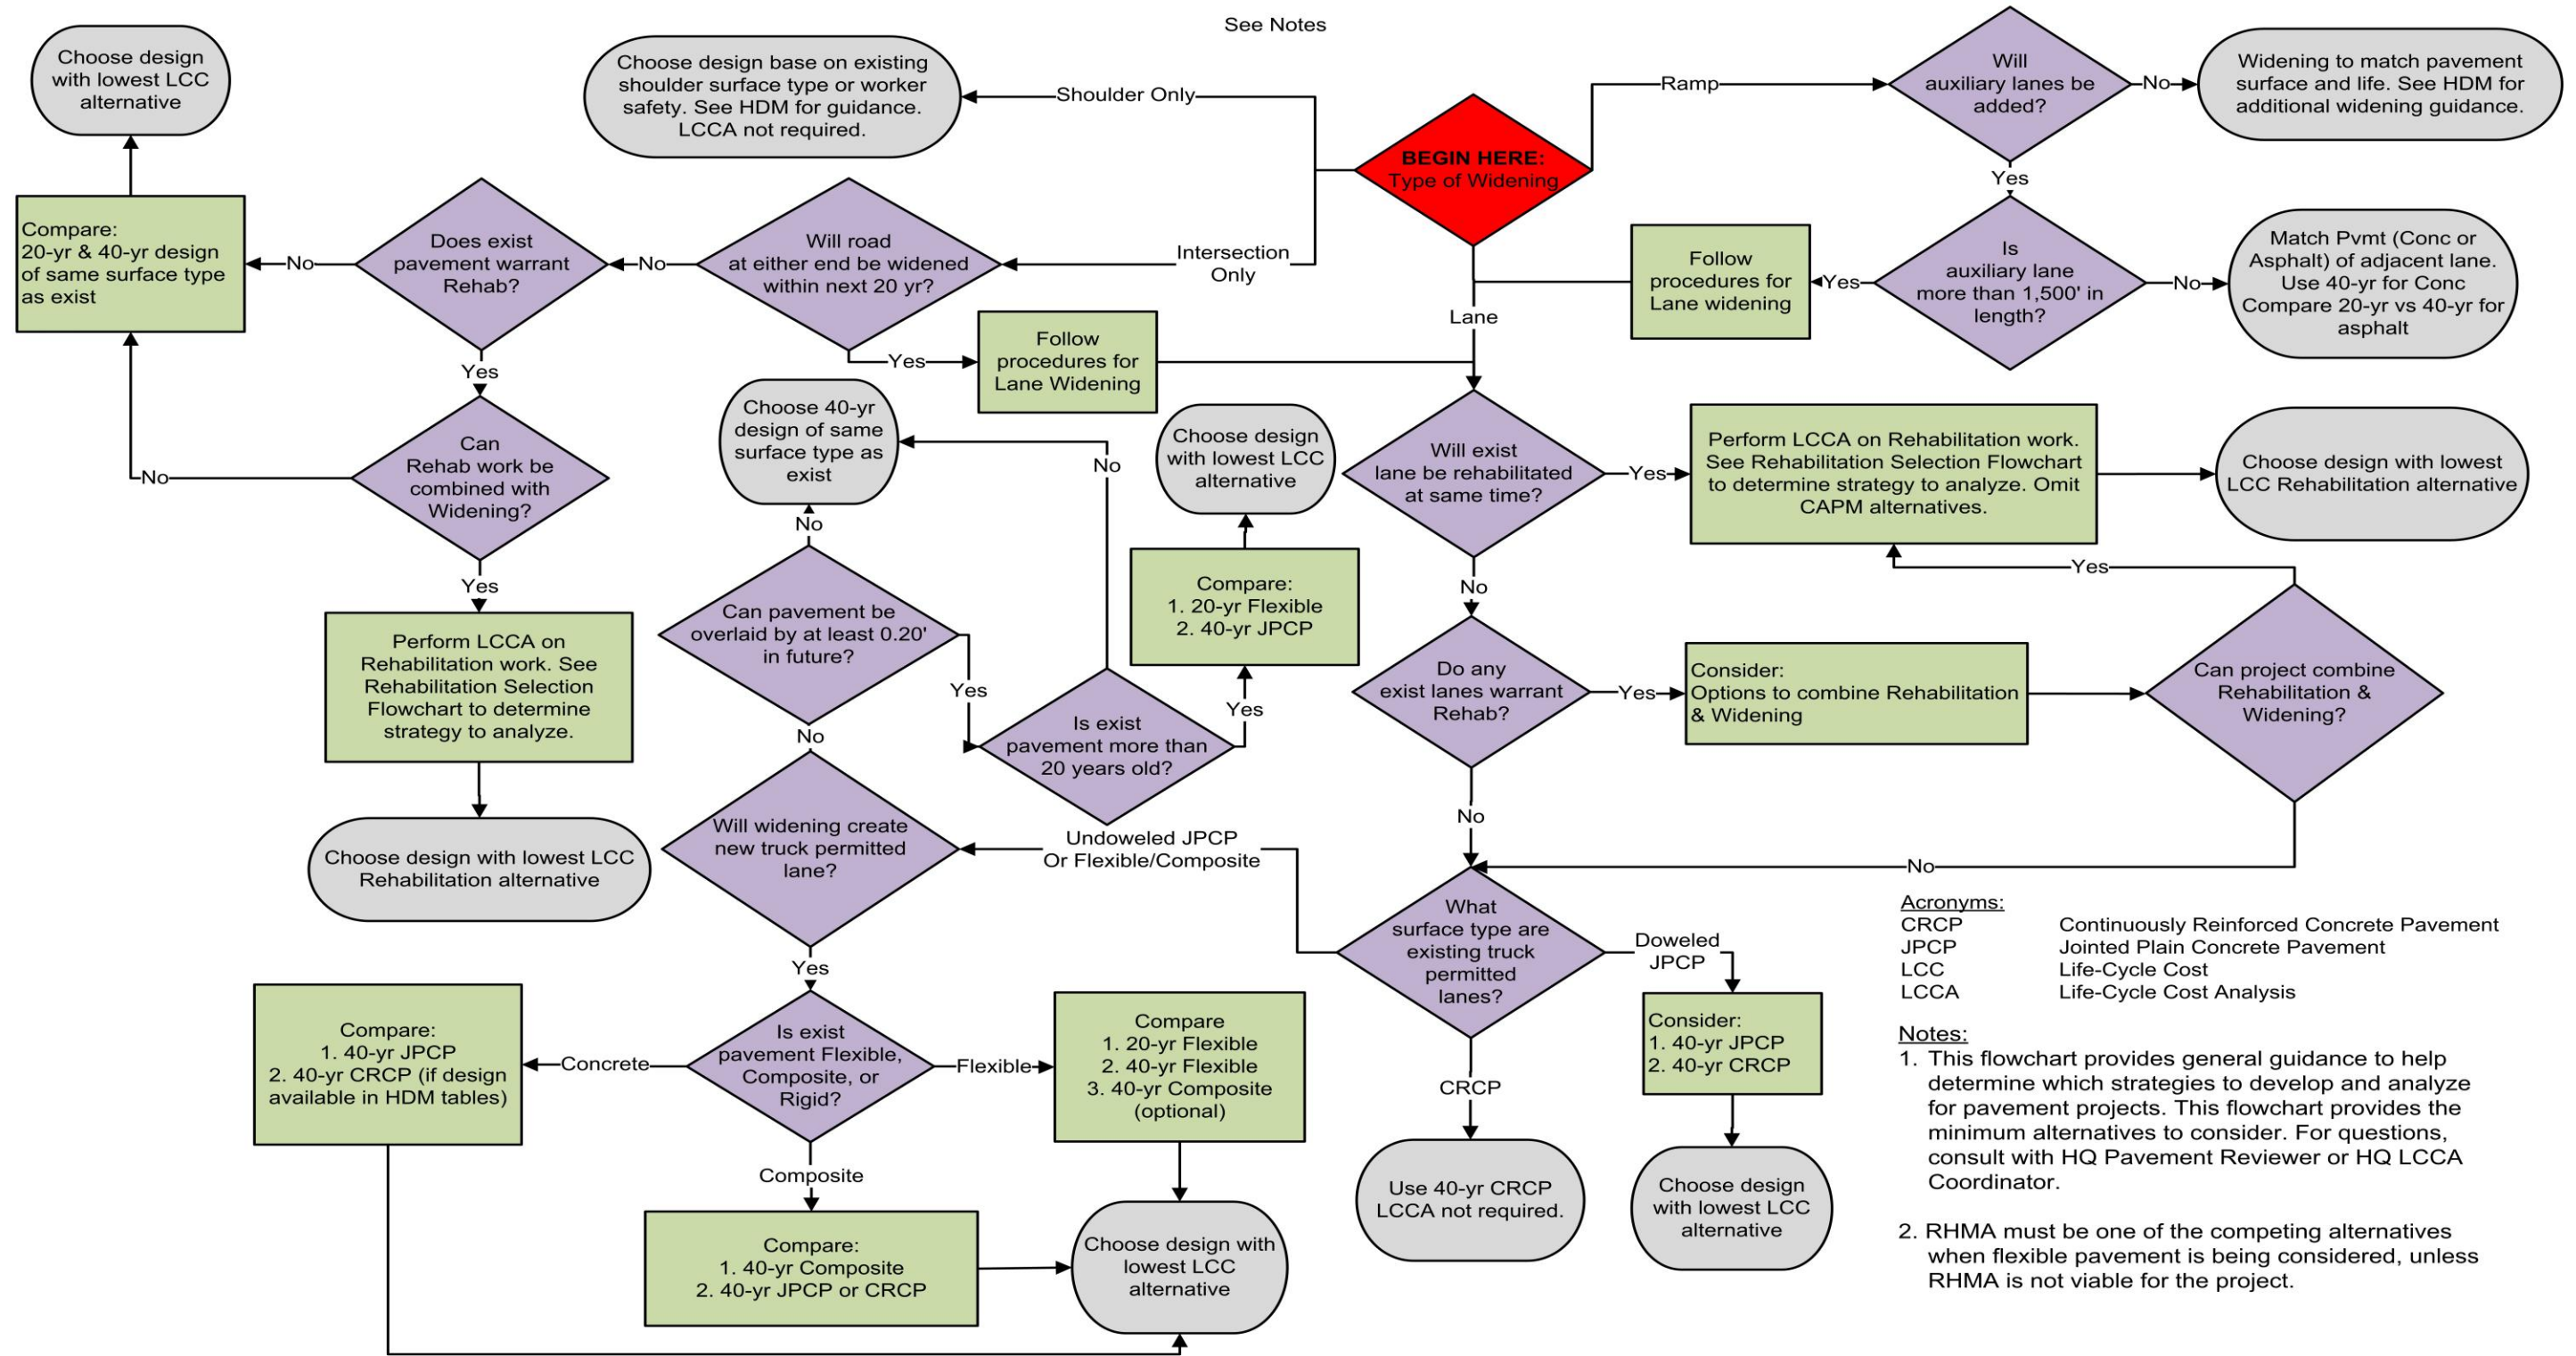 See Notes
Choose design
with lowest LCC
alternative
Choose design base on existing
shoulder surface type or worker
safety. See HDM for guidance.
LCCA not required.
Shoulder Only
BEGIN HERE:
Type of Widening
Ramp
Will
auxiliary lanes be
added?
No
Widening to match pavement
surface and life. See HDM for
additional widening guidance.
Yes
Compare:
20-yr & 40-yr design
of same surface type
as exist
No
Does exist
pavement warrant
Rehab?
No
Will road
at either end be widened
within next 20 yr?
Intersection
Only
Follow
procedures for
Lane widening
Yes
Is
auxiliary lane
more than 1,500' in
length?
No
Match Pvmt (Conc or
Asphalt) of adjacent lane.
Use 40-yr for Conc
Compare 20-yr vs 40-yr for
asphalt
Lane
Yes
Yes
Follow
procedures for
Lane Widening
Can
Rehab work be
combined with
Widening?
No
Yes
Choose 40-yr
design of same
surface type as
exist
No
No
Choose design
with lowest LCC
alternative
Will exist
lane be rehabilitated
at same time?
Yes
Perform LCCA on Rehabilitation work.
See Rehabilitation Selection Flowchart
to determine strategy to analyze. Omit
CAPM alternatives.
Choose design with lowest
LCC Rehabilitation alternative
Yes
No
Perform LCCA on
Rehabilitation work. See
Rehabilitation Selection
Flowchart to determine
strategy to analyze.
Can pavement be
overlaid by at least 0.20'
in future?
Yes
No
Compare:
1. 20-yr Flexible
2. 40-yr JPCP
Yes
Is exist
pavement more than
20 years old?
Do any
exist lanes warrant
Rehab?
Yes
Consider:
Options to combine Rehabilitation
& Widening
Can project combine
Rehabilitation &
Widening?
No
No
Choose design with lowest LCC
Rehabilitation alternative
Will widening create
new truck permitted
lane?
Undoweled JPCP
Or Flexible/Composite
What
surface type are
existing truck
permitted
lanes?
Doweled
JPCP
Yes
Compare:
1. 40-yr JPCP
2. 40-yr CRCP (if design
available in HDM tables)
Concrete
Is exist
pavement Flexible,
Composite, or
Rigid?
Flexible
Compare
1. 20-yr Flexible
2. 40-yr Flexible
3. 40-yr Composite
(optional)
CRCP
Consider:
1. 40-yr JPCP
2. 40-yr CRCP
Composite
Compare:
1. 40-yr Composite
2. 40-yr JPCP or CRCP
Choose design with
lowest LCC
alternative
Use 40-yr CRCP
LCCA not required.
Choose design
with lowest LCC
alternative
Acronyms:
CRCP Continuously Reinforced Concrete Pavement
JPCP Jointed Plain Concrete Pavement
LCC Life-Cycle Cost
LCCA Life-Cycle Cost Analysis
Notes:
1. This flowchart provides general guidance to help
determine which strategies to develop and analyze
for pavement projects. This flowchart provides the
minimum alternatives to consider. For questions,
consult with HQ Pavement Reviewer or HQ LCCA
Coordinator.
2. RHMA must be one of the competing alternatives
when flexible pavement is being considered, unless
RHMA is not viable for the project.